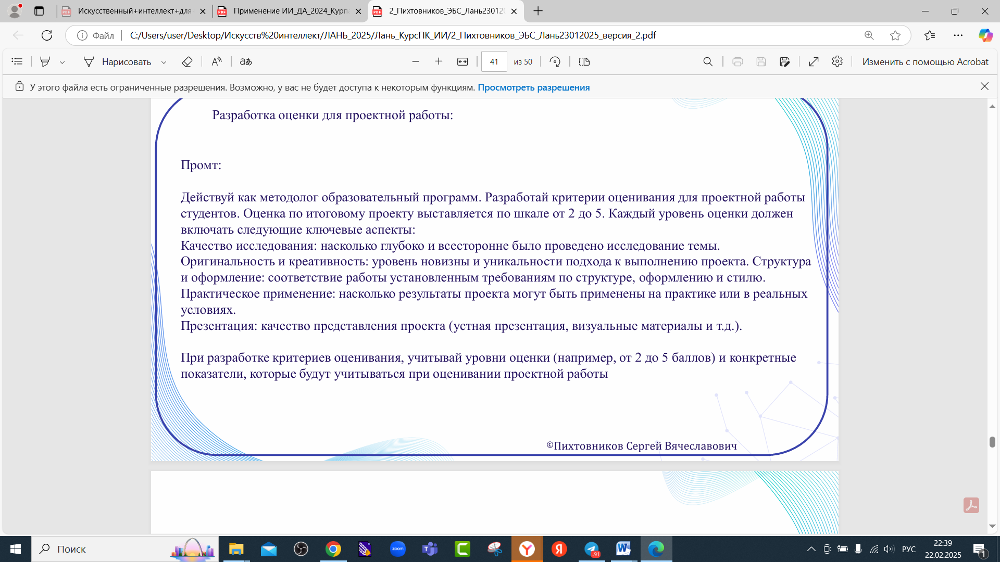 Искусственный+интеллект+для
Применение ИИ_ДА_2024_Курпа
2_Пихтовников_ЭБС_Лань2301202
Файл
C:/Users/user/Desktop/Искусств%20интеллект/ЛАНЬ_2025/Лань_КурсПК_ИИ/2_Пихтовников_ЭБС_Лань23012025_версия_2.pdf
Нарисовать
аあ
41
из 50
Изменить с помощью Acrobat
У этого файла есть ограниченные разрешения. Возможно, у вас не будет доступа к некоторым функциям. Просмотреть разрешения
Разработка оценки для проектной работы:
Промт:
Действуй как методолог образовательный программ. Разработай критерии оценивания для проектной работы
студентов. Оценка по итоговому проекту выставляется по шкале от 2 до 5. Каждый уровень оценки должен
включать следующие ключевые аспекты:
Качество исследования: насколько глубоко и всесторонне было проведено исследование темы.
Оригинальность и креативность: уровень новизны и уникальности подхода к выполнению проекта. Структура
и оформление: соответствие работы установленным требованиям по структуре, оформлению и стилю.
Практическое применение: насколько результаты проекта могут быть применены на практике или в реальных
условиях.
Презентация: качество представления проекта (устная презентация, визуальные материалы и т.д.).
При разработке критериев оценивания, учитывай уровни оценки (например, от 2 до 5 баллов) и конкретные
показатели, которые будут учитываться при оценивании проектной работы
©Пихтовников Сергей Вячеславович
Поиск
zoom
..91
РУС
22:39
22.02.2025
1